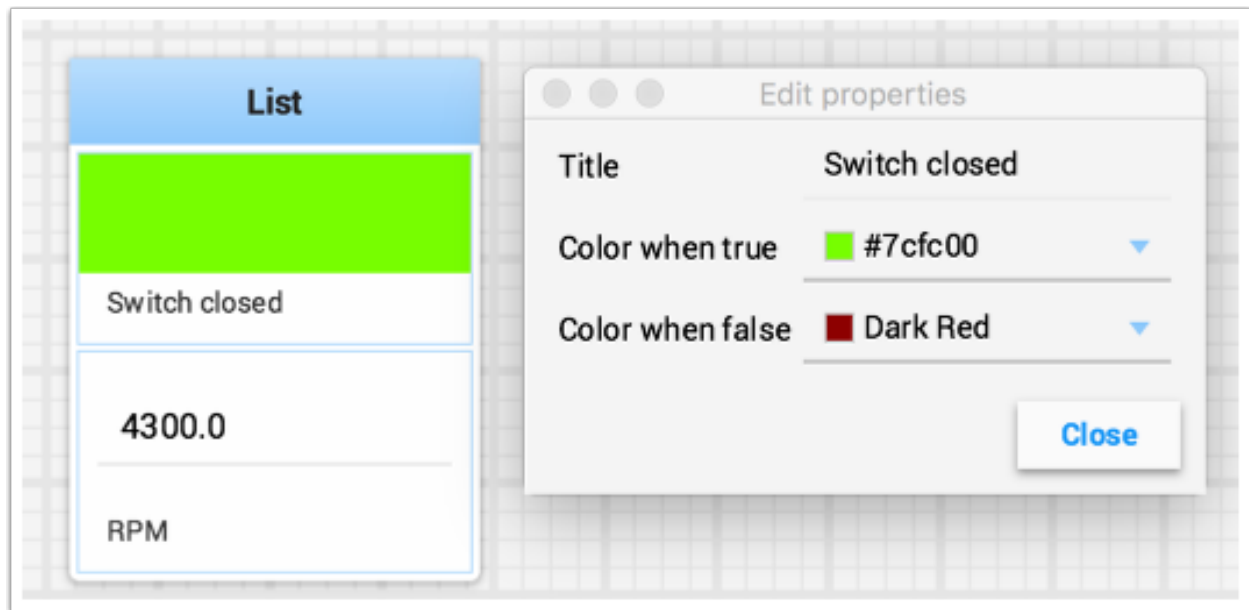 List
Switch closed
4300.0
RPM
Edit properties
Title Switch closed
Color when true #7cfc00
Color when false Dark Red
Close